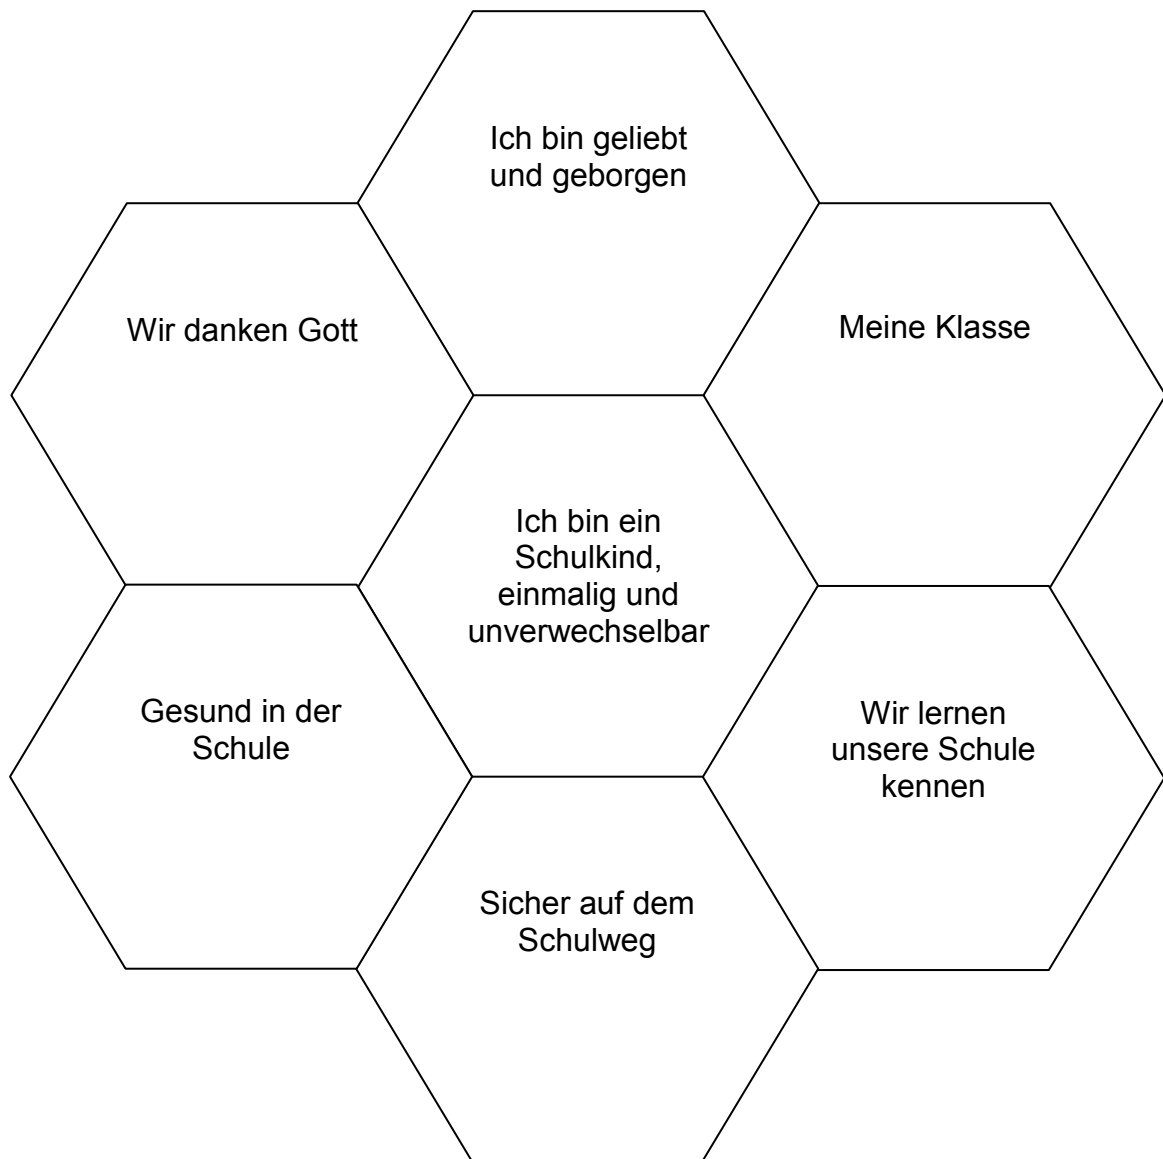 Ich bin geliebt
und geborgen
Wir danken Gott
Meine Klasse
Ich bin ein
Schulkind,
einmalig und
unverwechselbar
Gesund in der
Schule
Wir lernen
unsere Schule
kennen
Sicher auf dem
Schulweg